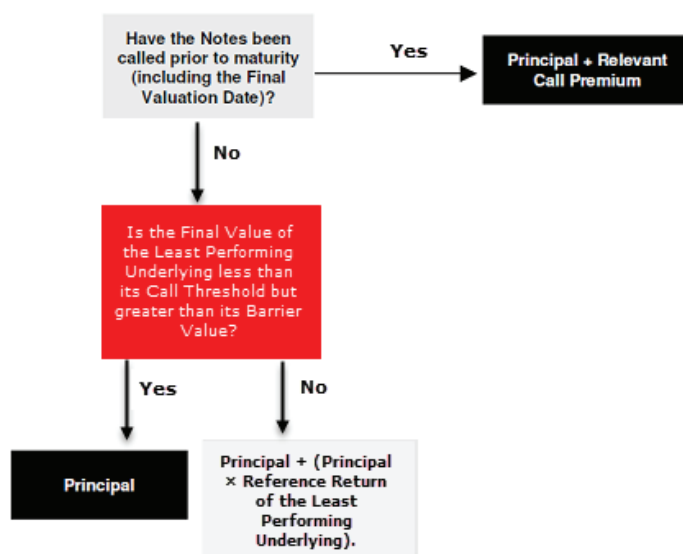 Have the Notes been
called prior to maturity
(including the Final
Valuation Date)?
Yes
Principal + Relevant
Call Premium
No
Is the Final Value of
the Least Performing
Underlying less than
its Call Threshold but
greater than its Barrier
Value?
Yes
No
Principal
Principal + (Principal
× Reference Return
of the Least
Performing
Underlying).